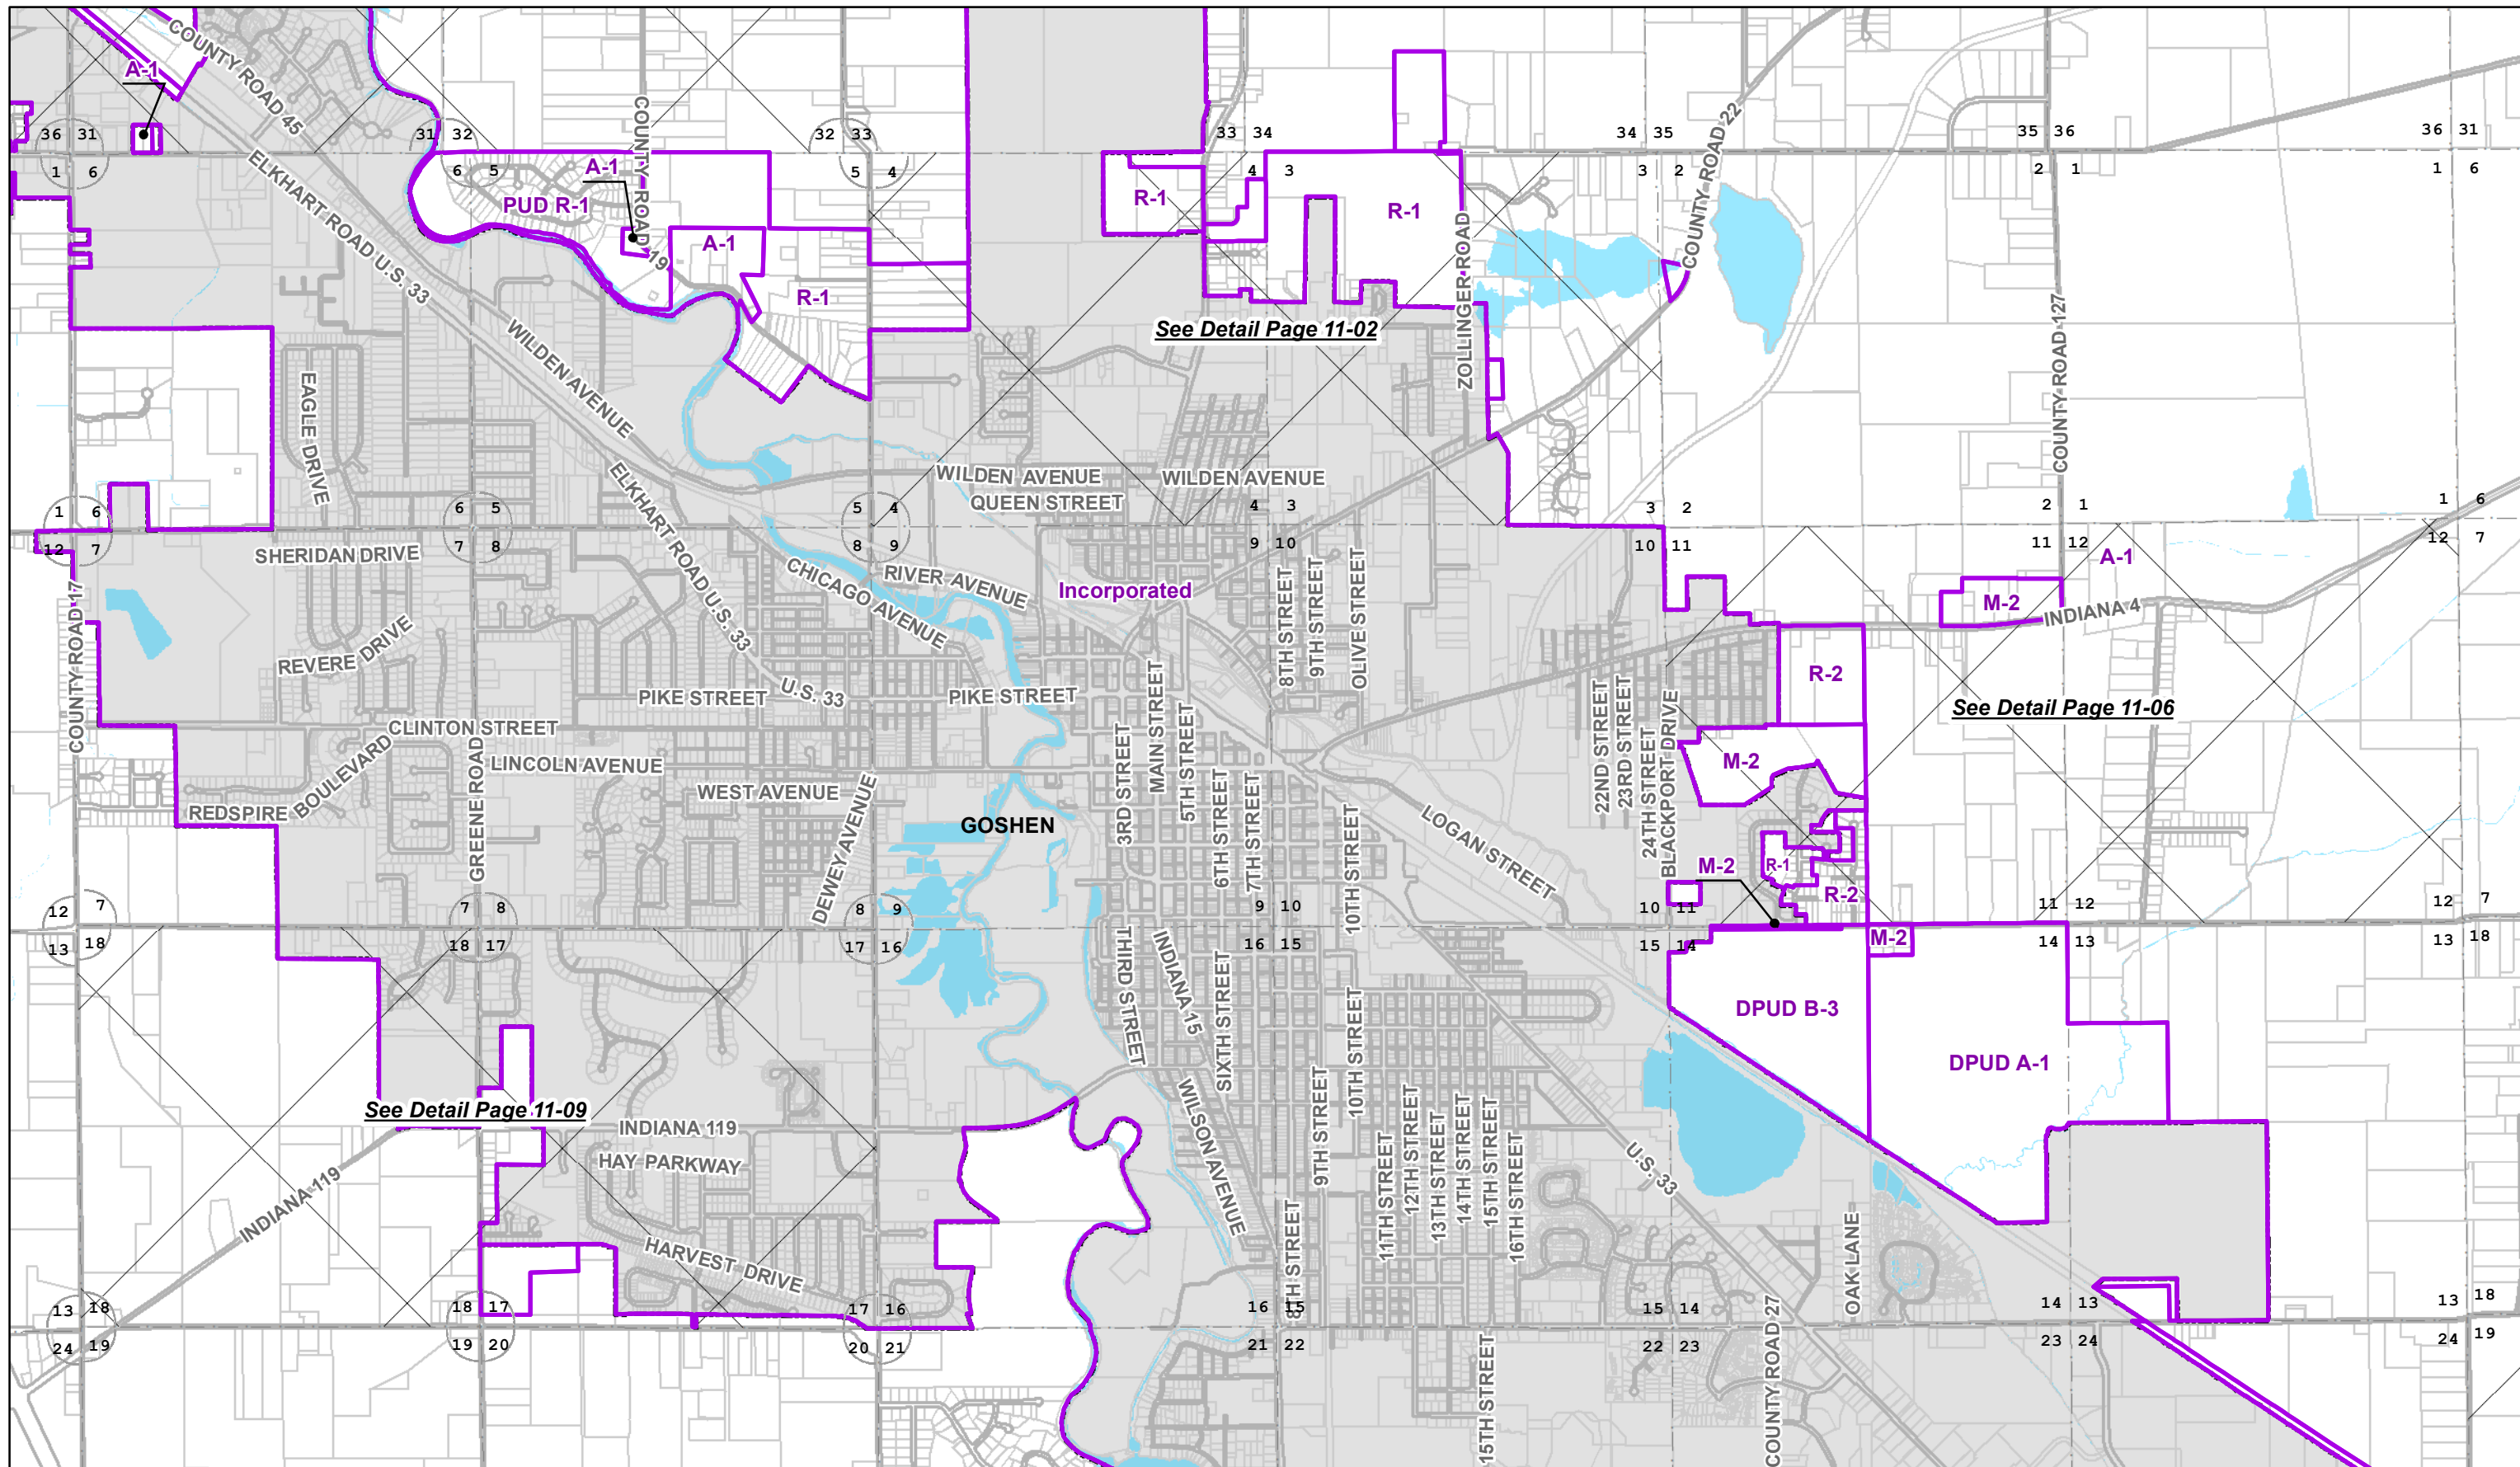 COUNTY ROAD 45
A-1
36 31
31 32
32 33
33 34
34 35
35 36
36 31
1 6
6 5
5 4
4 3
3 2
2 1
1 6
COUNTY ROAD 19
COUNTY ROAD 22
A-1
PUD R-1
A-1
R-1
R-1
R-1
ELKHART ROAD U.S. 33
ZOLLINGER ROAD
COUNTY ROAD 127
See Detail Page 11-02
WILDEN AVENUE
EAGLE DRIVE
WILDEN AVENUE
WILDEN AVENUE
QUEEN STREET
ELKHART ROAD U.S. 33
1 6
6 5
5 4
4 3
3 2
2 1
1 6
12 7
7 8
8 9
9 10
10 11
11 12
12 7
SHERIDAN DRIVE
CHICAGO AVENUE
RIVER AVENUE
Incorporated
A-1
M-2
INDIANA 4
COUNTY ROAD 17
REVERE DRIVE
8TH STREET
9TH STREET
OLIVE STREET
PIKE STREET
U.S. 33
PIKE STREET
R-2
See Detail Page 11-06
CLINTON STREET
GREENE ROAD
LINCOLN AVENUE
WEST AVENUE
REDSPIRE BOULEVARD
DEWEY AVENUE
GOSHEN
3RD STREET
MAIN STREET
5TH STREET
6TH STREET
7TH STREET
10TH STREET
LOGAN STREET
22ND STREET
23RD STREET
24TH STREET
BLACKPORT DRIVE
M-2
M-2
R-1
R-2
12 7
7 8
8 9
9 10
10 11
11 12
12 7
13 18
18 17
17 16
16 15
15 14
14 13
13 18
M-2
THIRD STREET
INDIANA 15
SIXTH STREET
DPUD B-3
DPUD A-1
See Detail Page 11-09
INDIANA 119
HAY PARKWAY
INDIANA 119
HARVEST DRIVE
WILSON AVENUE
8TH STREET
9TH STREET
10TH STREET
11TH STREET
12TH STREET
13TH STREET
14TH STREET
15TH STREET
16TH STREET
U.S. 33
OAK LANE
COUNTY ROAD 27
15TH STREET
13 18
18 17
17 16
16 15
15 14
14 13
13 18
24 19
19 20
20 21
21 22
22 23
23 24
24 19